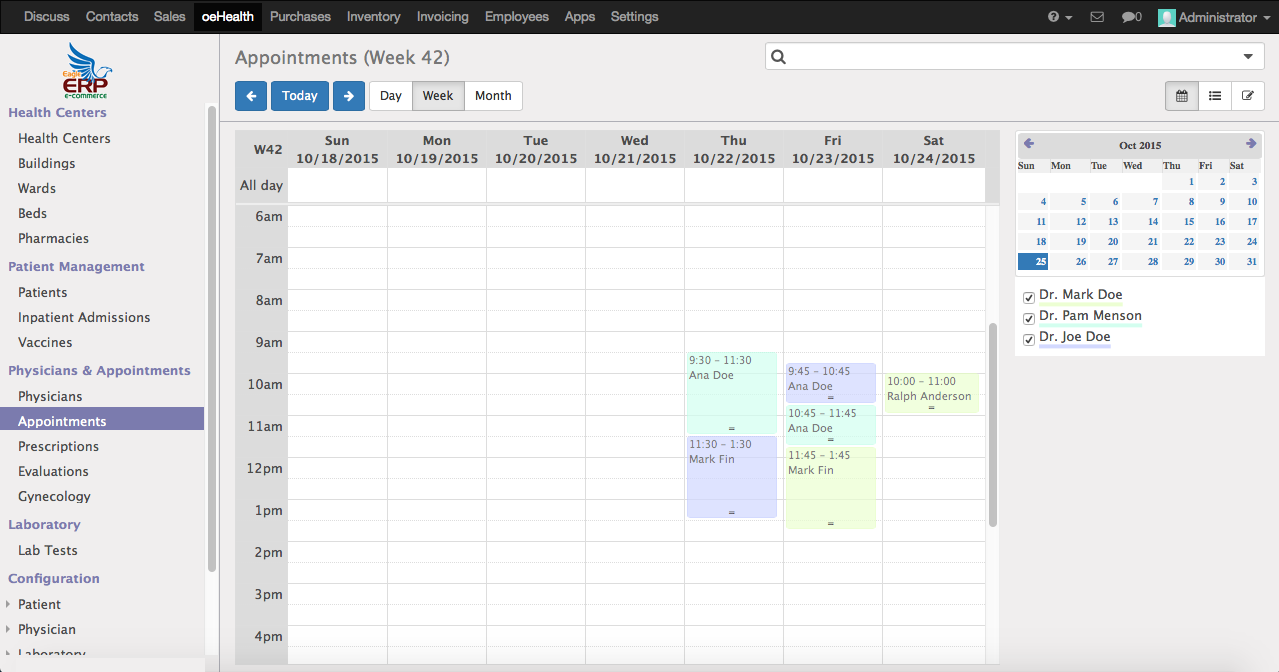 Discuss Contacts Sales oeHealth Purchases Inventory Invoicing Employees Apps Settings 0 Administrator
Eagle
ERP
e-commerce
Health Centers
Health Centers
Buildings
Wards
Beds
Pharmacies
Patient Management
Patients
Inpatient Admissions
Vaccines
Physicians & Appointments
Physicians
Appointments
Prescriptions
Evaluations
Gynecology
Laboratory
Lab Tests
Configuration
Patient
Physician
Laboratory
Appointments (Week 42)
Today Day Week Month
W42 Sun Mon Tue Wed Thu Fri Sat
10/18/2015 10/19/2015 10/20/2015 10/21/2015 10/22/2015 10/23/2015 10/24/2015
All day
6am
7am
8am
9am
10am
11am
12pm
1pm
2pm
3pm
4pm
9:30 – 11:30
Ana Doe
11:30 – 1:30
Mark Fin
9:45 – 10:45
Ana Doe
10:45 – 11:45
Ana Doe
11:45 – 1:45
Mark Fin
10:00 – 11:00
Ralph Anderson
Oct 2015
Sun Mon Tue Wed Thu Fri Sat
1 2 3
4 5 6 7 8 9 10
11 12 13 14 15 16 17
18 19 20 21 22 23 24
25 26 27 28 29 30 31
Dr. Mark Doe
Dr. Pam Menson
Dr. Joe Doe